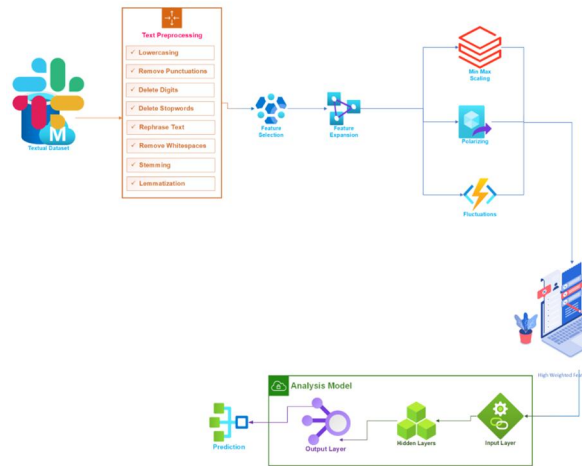 Text Preprocessing
Lowercasing
Remove Punctuations
Delete Digits
Delete Stopwords
Rephrase Text
Remove Whitespaces
Stemming
Lammatization
M
Textual Dataset
Feature
Selection
Feature
Expansion
Min Max
Scaling
Polarizing
Fluctuations
High Weighted Fea
Analysis Model
Input Layer
Hidden Layers
Output Layer
Prediction